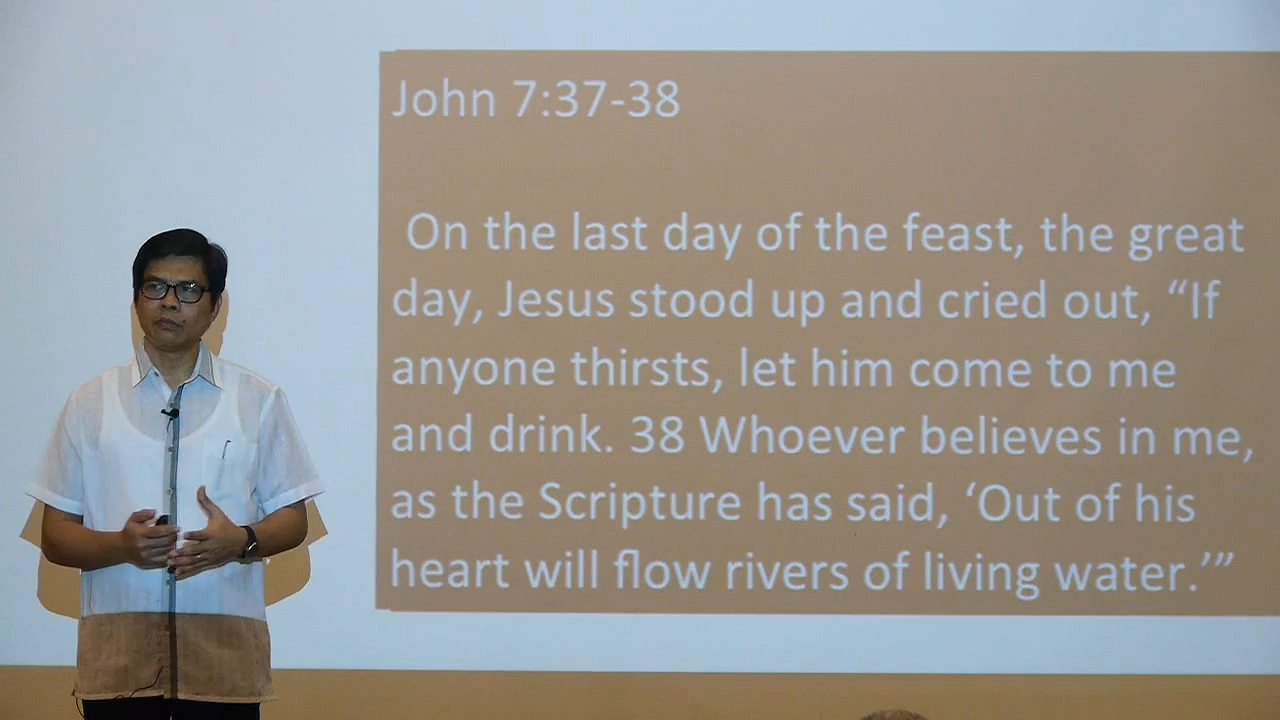 John 7:37-38
On the last day of the feast, the great
day, Jesus stood up and cried out, “If
anyone thirsts, let him come to me
and drink. 38 Whoever believes in me,
as the Scripture has said, ‘Out of his
heart will flow rivers of living water.’”